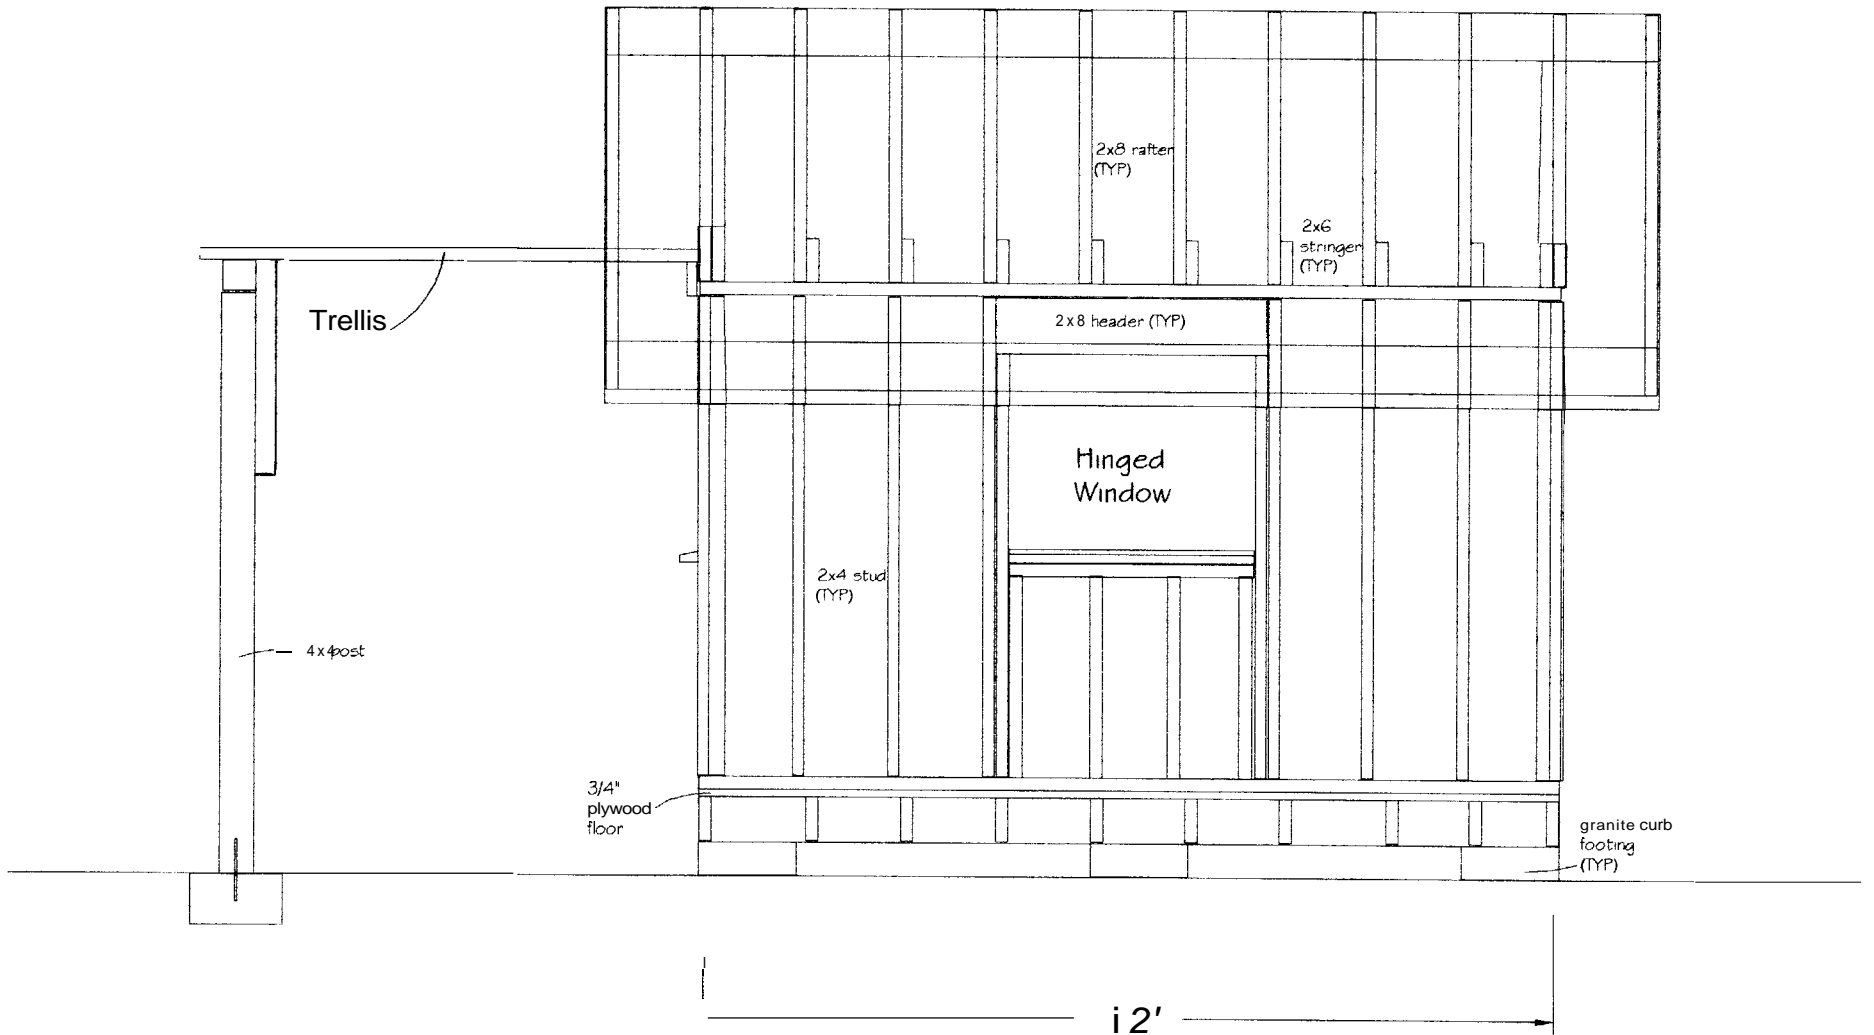 2x8 rafter
(TYP)
2x6
stringer
(TYP)
Trellis
2x8 header (TYP)
Hinged
Window
2x4 stud
(TYP)
4x4post
3/4"
plywood
floor
granite curb
footing
(TYP)
i 2'